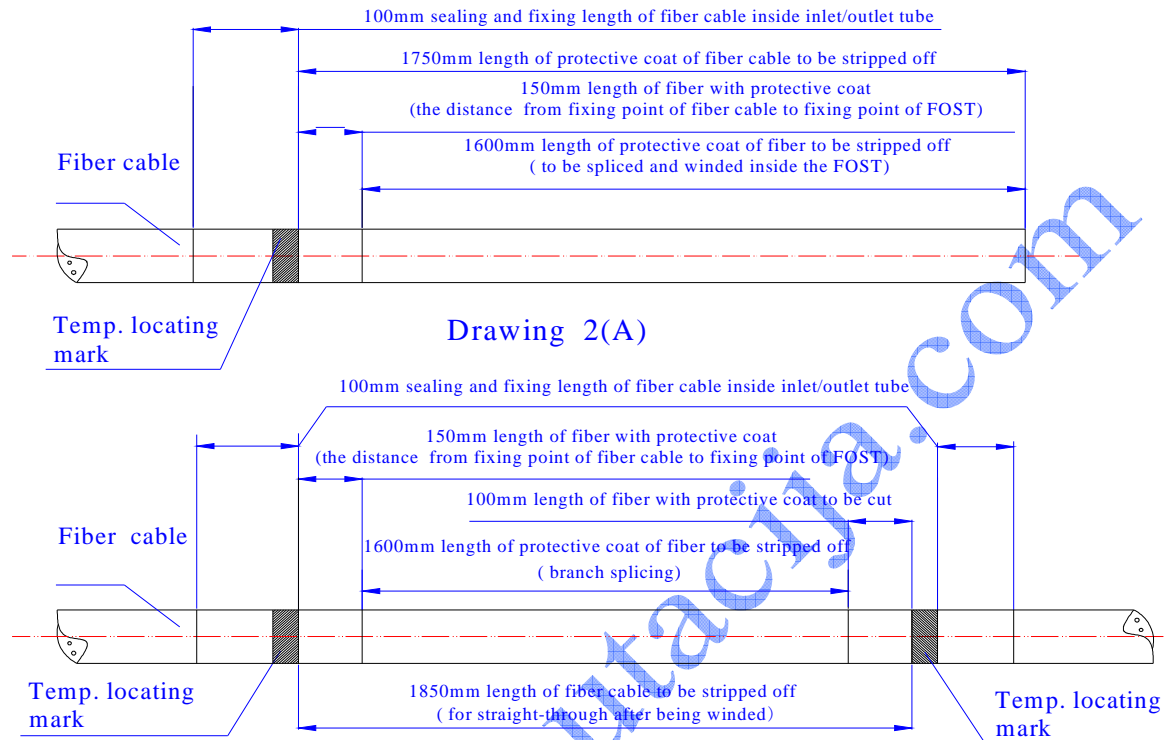 100mm sealing and fixing length of fiber cable inside inlet/outlet tube
1750mm length of protective coat of fiber cable to be stripped off
150mm length of fiber with protective coat
(the distance from fixing point of fiber cable to fixing point of FOST)
1600mm length of protective coat of fiber to be stripped off
( to be spliced and winded inside the FOST)
Fiber cable
Temp. locating
mark
Drawing 2(A)
100mm sealing and fixing length of fiber cable inside inlet/outlet tube
150mm length of fiber with protective coat
(the distance from fixing point of fiber cable to fixing point of FOST)
100mm length of fiber with protective coat to be cut
Fiber cable
1600mm length of protective coat of fiber to be stripped off
( branch splicing)
Temp. locating
mark
1850mm length of fiber cable to be stripped off
( for straight-through after being winded)
Temp. locating
mark
utacija.com